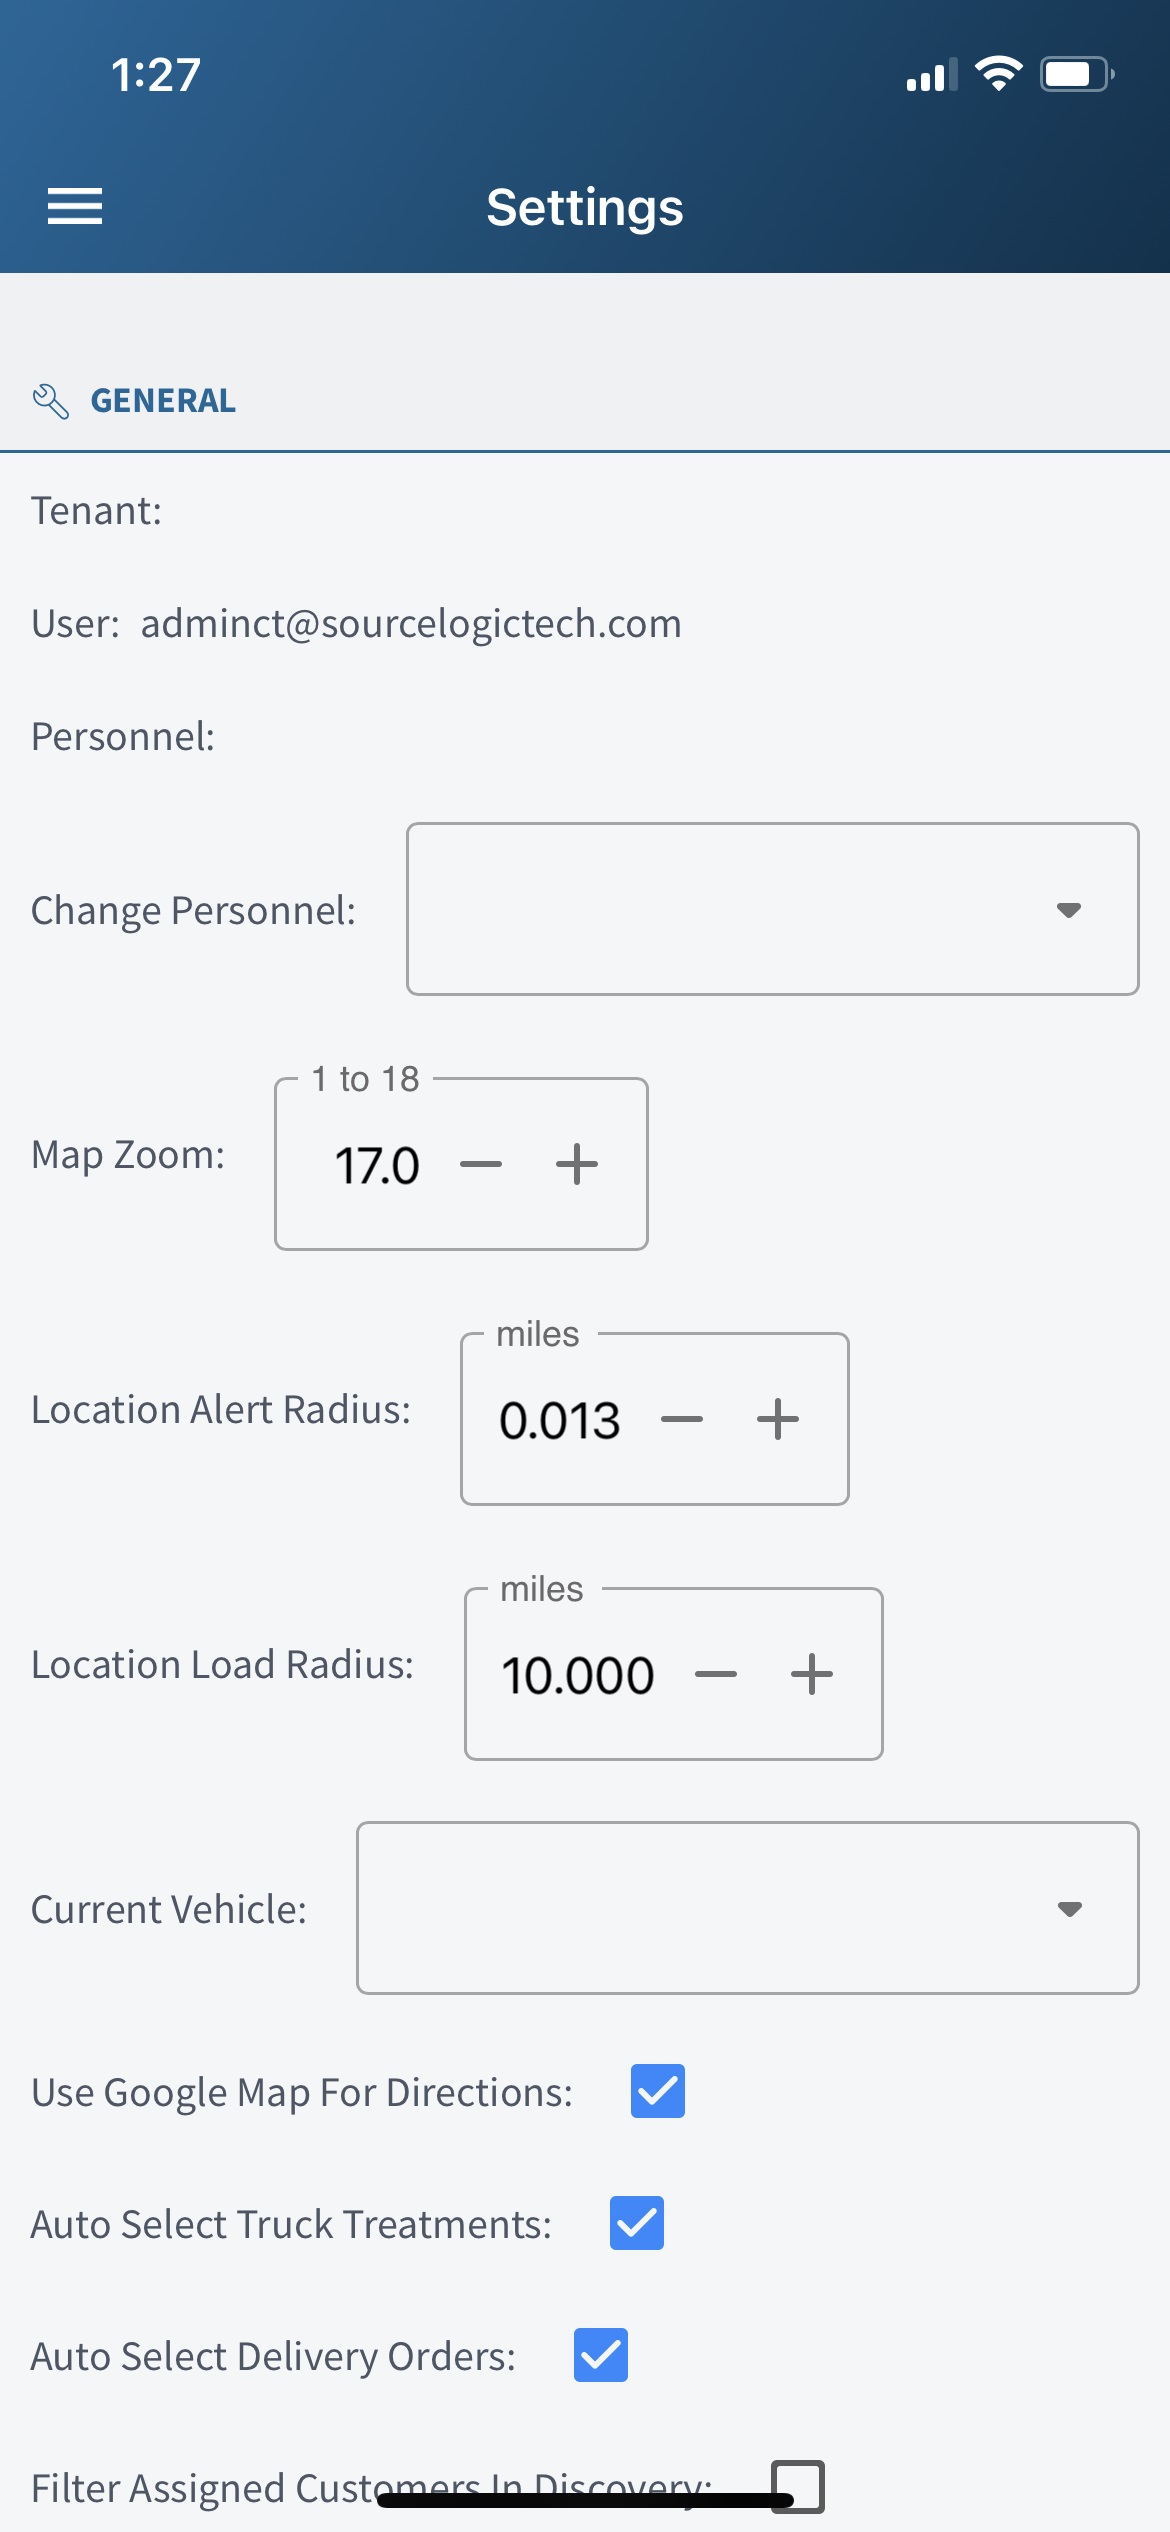 1:27
Settings
GENERAL
Tenant:
User: adminct@sourcelogictech.com
Personnel:
Change Personnel:
1 to 18
Map Zoom: 17.0
miles
Location Alert Radius: 0.013
miles
Location Load Radius: 10.000
Current Vehicle:
Use Google Map For Directions:
Auto Select Truck Treatments:
Auto Select Delivery Orders:
Filter Assigned Customers In Discovery: